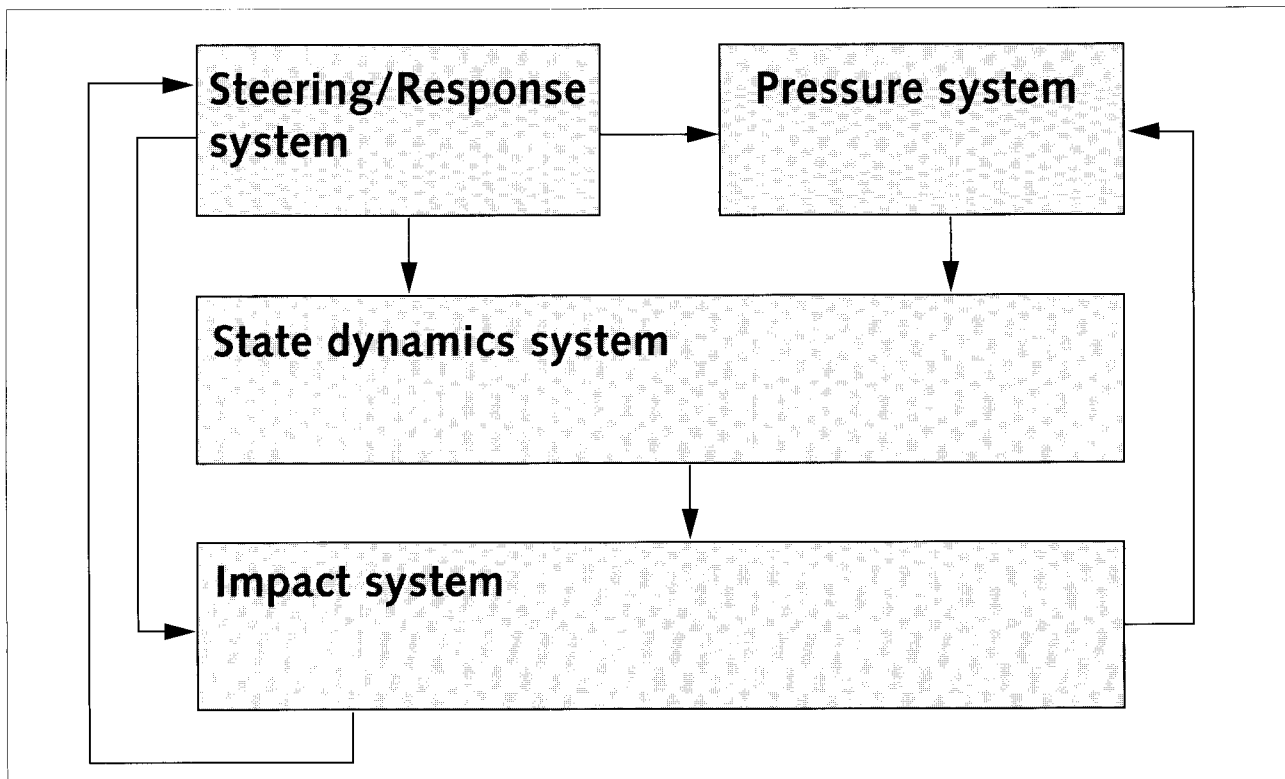 Steering/Response
system
Pressure system
State dynamics system
Impact system